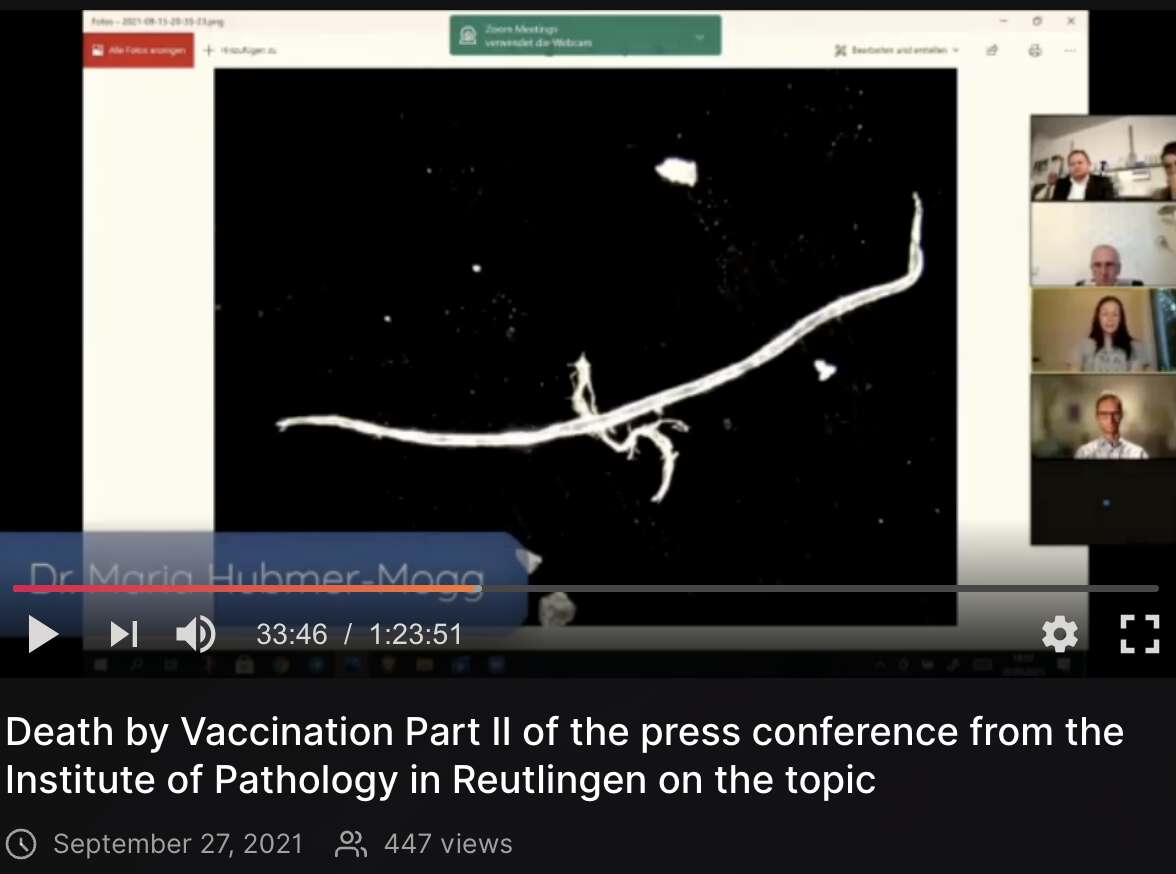 Fotos – 2021-09-15-20-35-23.png
Zoom Meetings
verwendet die Webcam
Alle Fotos anzeigen
Hinzufügen zu
Bearbeiten und erstellen
Dr. Maria Hubmer-Mogg
33:46 / 1:23:51
Death by Vaccination Part II of the press conference from the
Institute of Pathology in Reutlingen on the topic
September 27, 2021 447 views